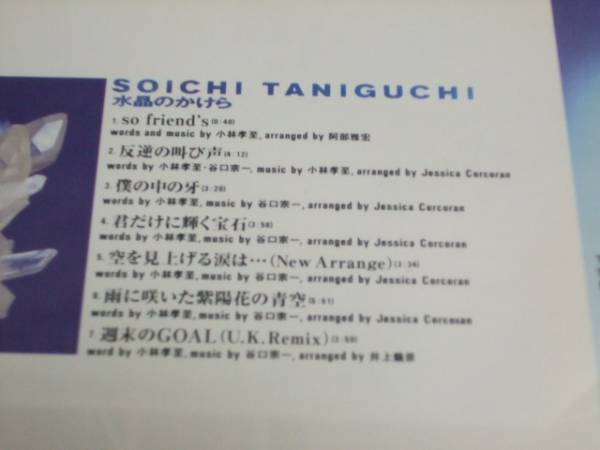 SOICHI TANIGUCHI
水晶のかけら
1. so friend's (0:40)
words and music by 小林孝至, arranged by 阿部雅宏
2. 反逆の叫び声 (4:12)
words by 小林孝至・谷口宗一, music by 小林孝至, arranged by Jessica Corcoran
3. 僕の中の牙 (3:20)
words by 小林孝至, music by 谷口宗一, arranged by Jessica Corcoran
4. 君だけに輝く宝石 (3:50)
words by 小林孝至, music by 谷口宗一, arranged by Jessica Corcoran
5. 空を見上げる涙は…(New Arrange) (3:34)
words by 小林孝至, music by 谷口宗一, arranged by Jessica Corcoran
6. 雨に咲いた紫陽花の青空 (5:51)
words by 小林孝至, music by 谷口宗一, arranged by Jessica Corcoran
7. 週末のGOAL (U.K.Remix) (3:50)
word by 小林孝至, music by 谷口宗一, arranged by 井上